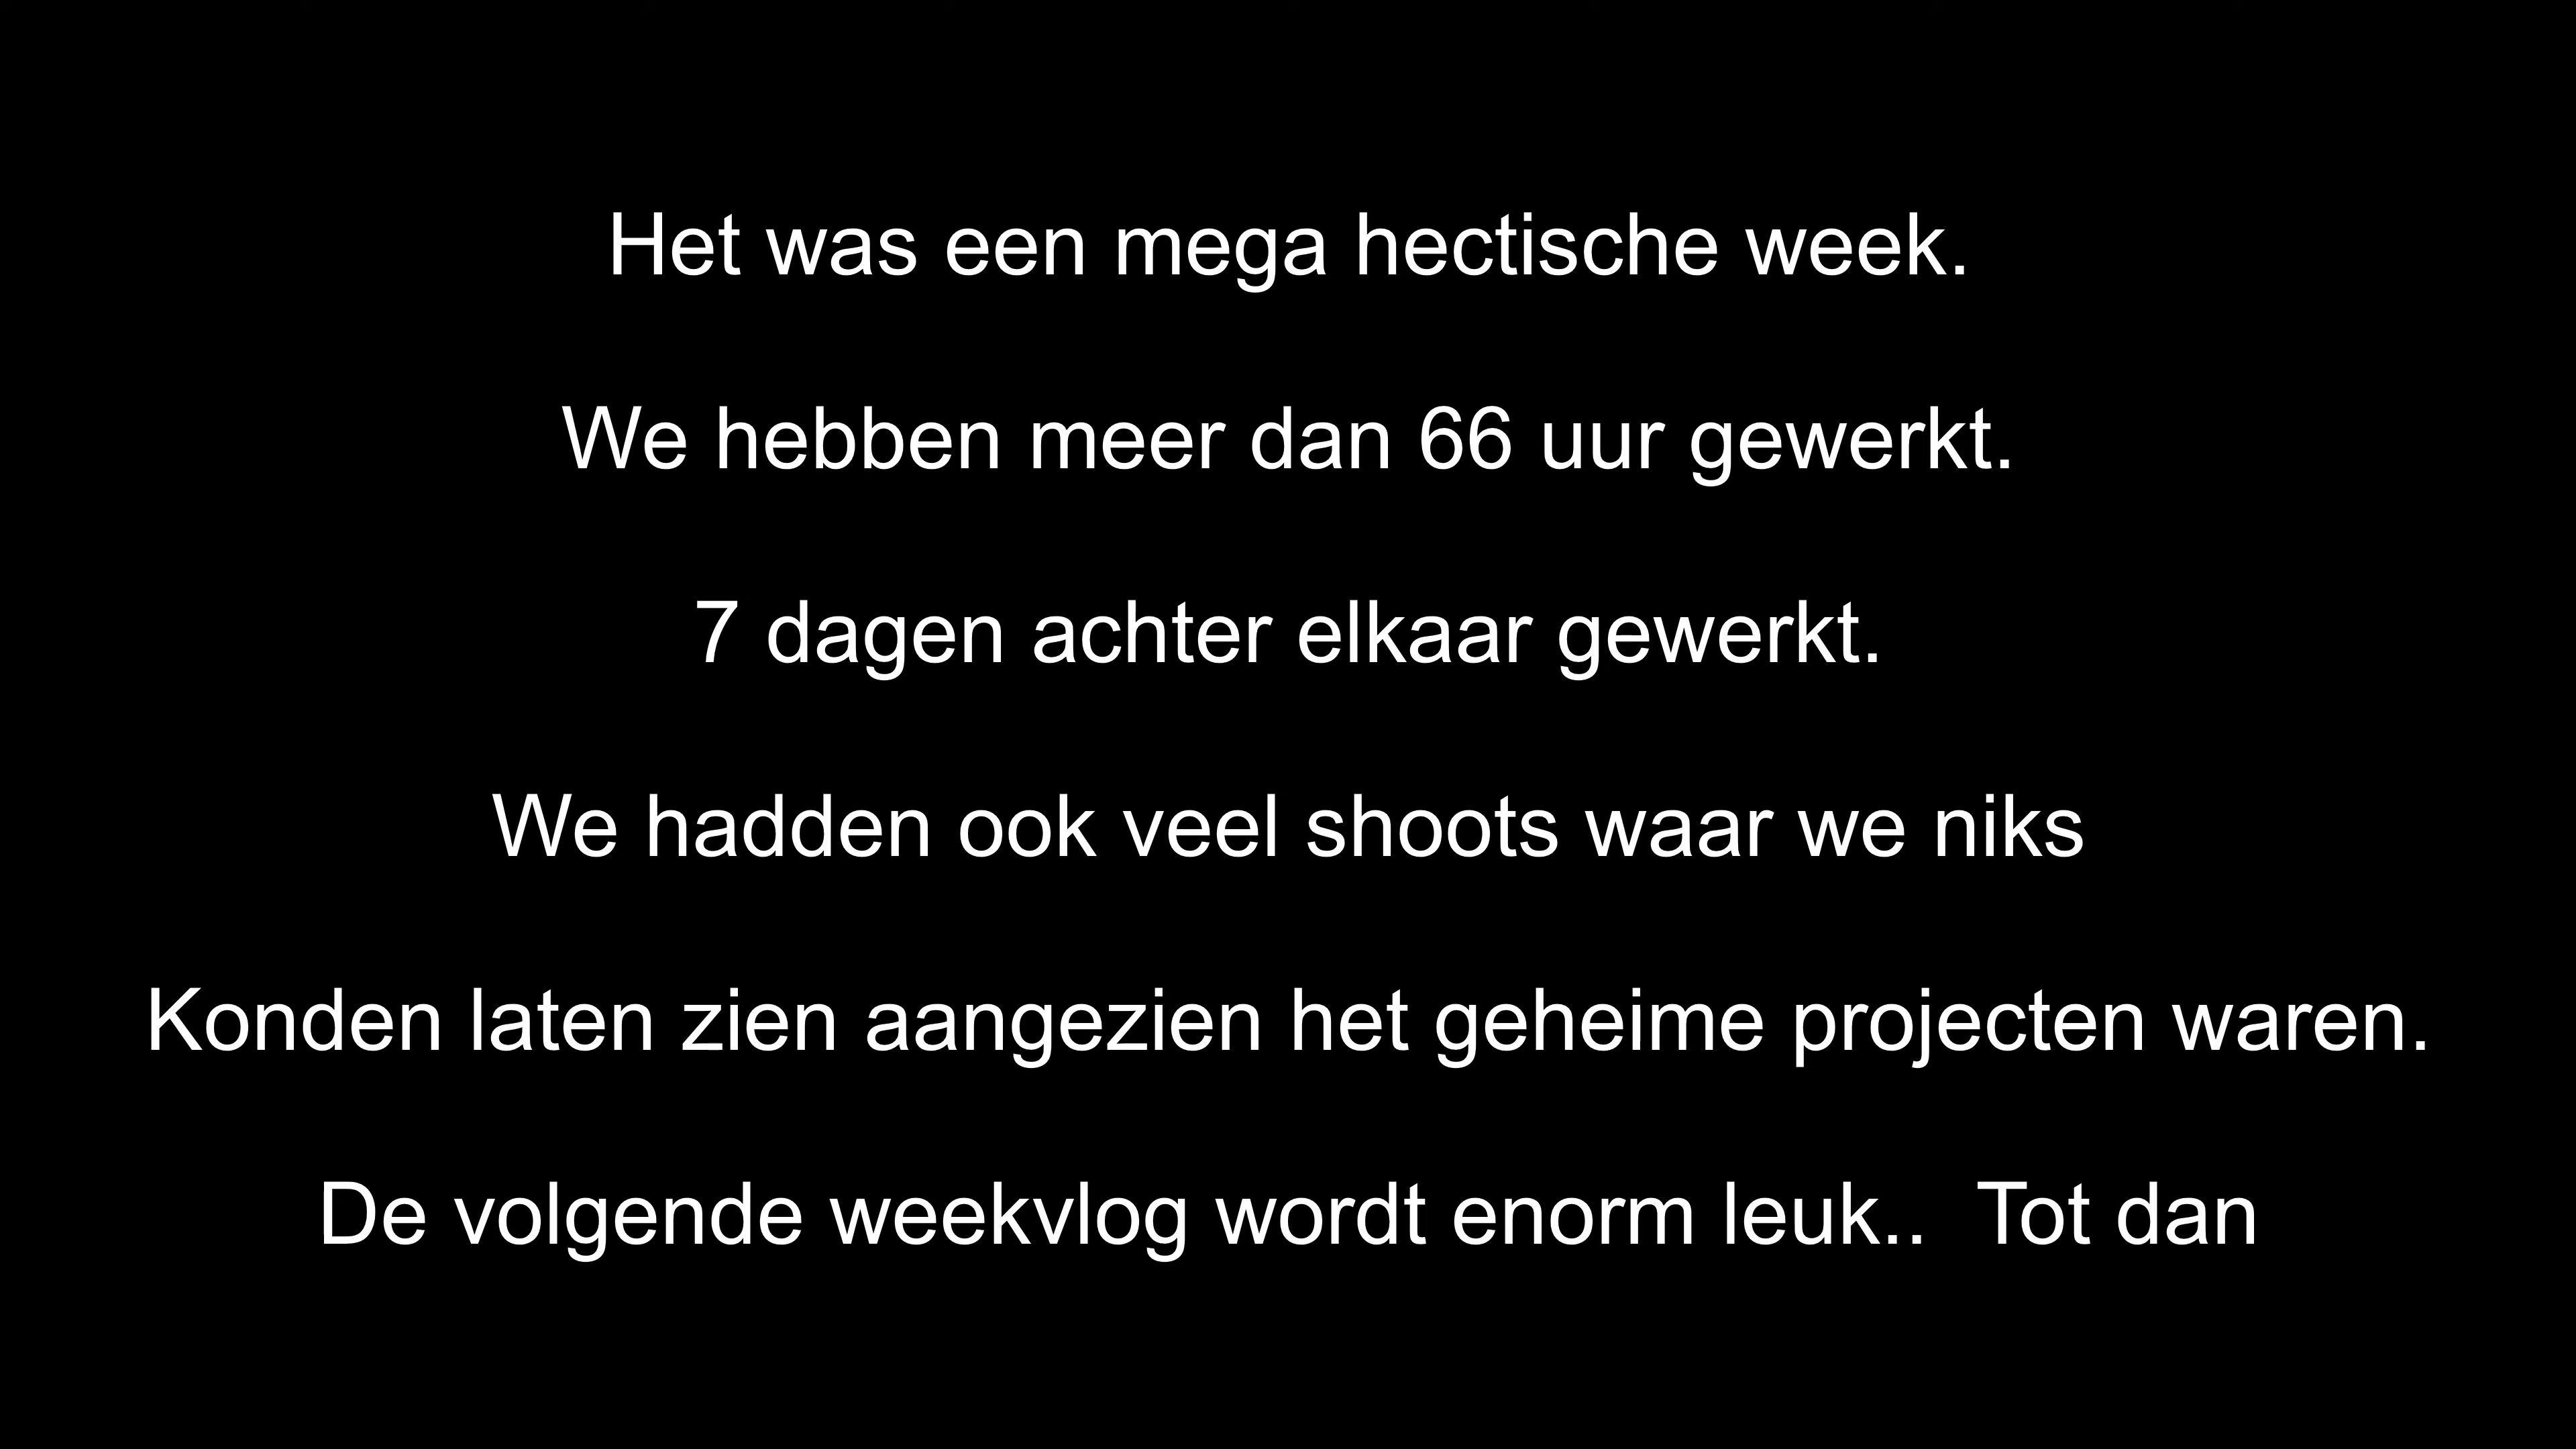 Het was een mega hectische week.
We hebben meer dan 66 uur gewerkt.
7 dagen achter elkaar gewerkt.
We hadden ook veel shoots waar we niks
Konden laten zien aangezien het geheime projecten waren.
De volgende weekvlog wordt enorm leuk..  Tot dan